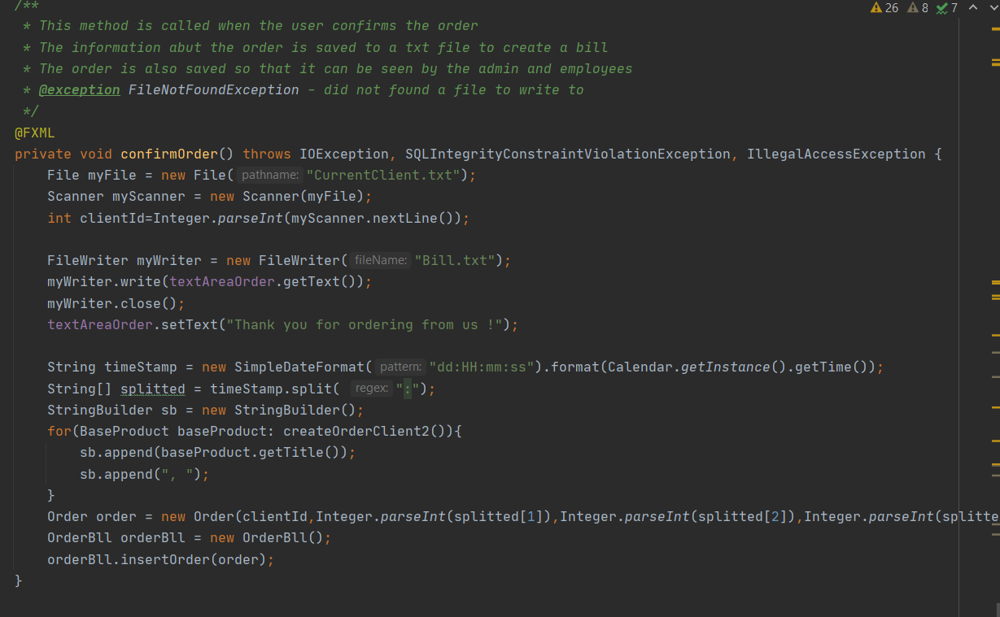 /**
26 8 7
* This method is called when the user confirms the order
* The information abut the order is saved to a txt file to create a bill
* The order is also saved so that it can be seen by the admin and employees
* @exception FileNotFoundException - did not found a file to write to
*/
@FXML
private void confirmOrder() throws IOException, SQLIntegrityConstraintViolationException, IllegalAccessException {
File myFile = new File( pathname: "CurrentClient.txt");
Scanner myScanner = new Scanner(myFile);
int clientId=Integer.parseInt(myScanner.nextLine());
FileWriter myWriter = new FileWriter( fileName: "Bill.txt");
myWriter.write(textAreaOrder.getText());
myWriter.close();
textAreaOrder.setText("Thank you for ordering from us !");
String timeStamp = new SimpleDateFormat( pattern: "dd:HH:mm:ss").format(Calendar.getInstance().getTime());
String[] splitted = timeStamp.split( regex: ":");
StringBuilder sb = new StringBuilder();
for(BaseProduct baseProduct: createOrderClient2()){
sb.append(baseProduct.getTitle());
sb.append(", ");
}
Order order = new Order(clientId,Integer.parseInt(splitted[1]),Integer.parseInt(splitted[2]),Integer.parseInt(splitte
OrderBll orderBll = new OrderBll();
orderBll.insertOrder(order);
}